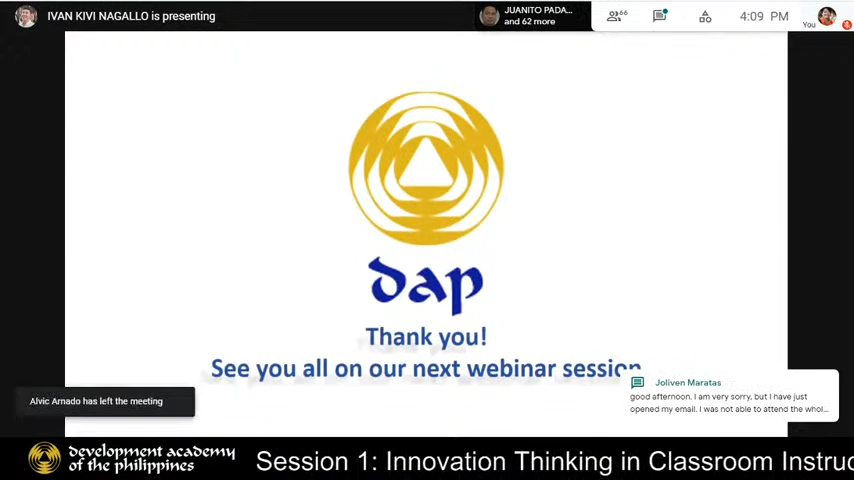 IVAN KIVI NAGALLO is presenting
JUANITO PADA...
and 62 more
66
4:09 PM
You
dap
Thank you!
See you all on our next webinar session
Alvic Arnado has left the meeting
Joliven Maratas
good afternoon. I am very sorry, but I have just
opened my email. I was not able to attend the whol...
development academy
of the philippines
Session 1: Innovation Thinking in Classroom Instruc